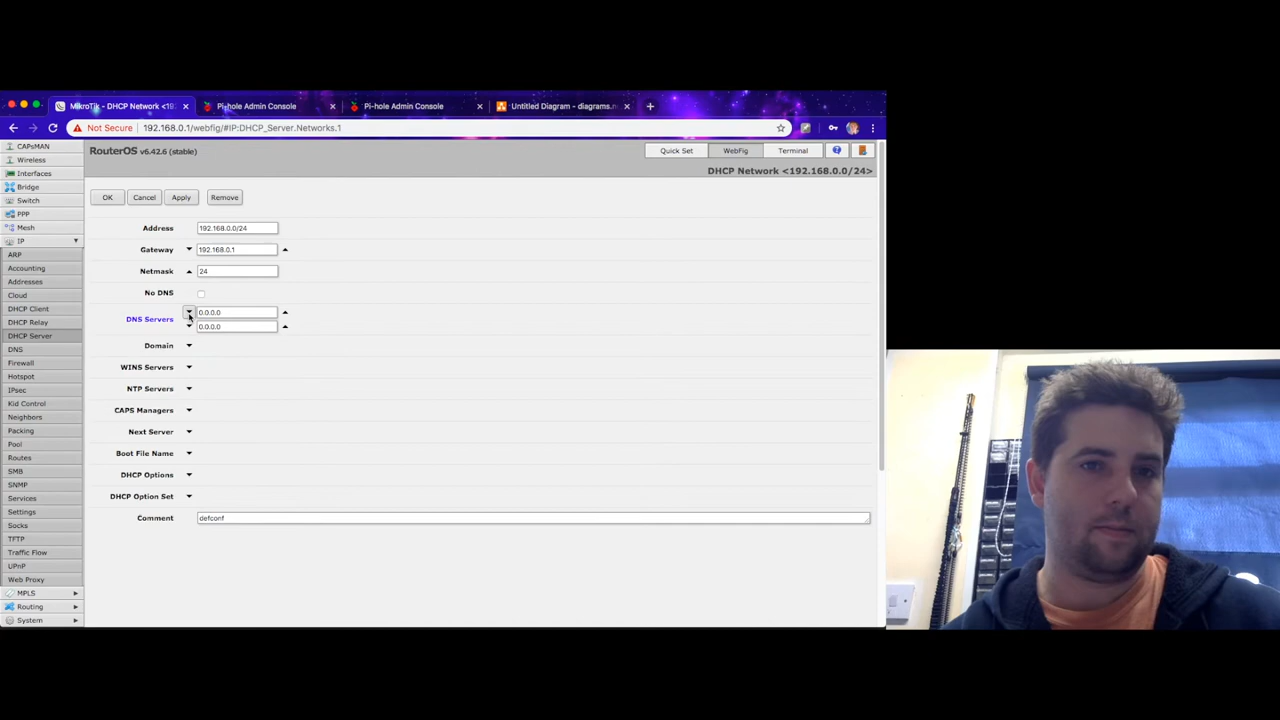 MikroTik - DHCP Network <19
Pi-hole Admin Console
Pi-hole Admin Console
Untitled Diagram - diagrams.n
Not Secure
192.168.0.1/webfig/#IP:DHCP_Server.Networks.1
CAPsMAN
Wireless
Interfaces
Bridge
Switch
PPP
Mesh
IP
ARP
Accounting
Addresses
Cloud
DHCP Client
DHCP Relay
DHCP Server
DNS
Firewall
Hotspot
IPsec
Kid Control
Neighbors
Packing
Pool
Routes
SMB
SNMP
Services
Settings
Socks
TFTP
Traffic Flow
UPnP
Web Proxy
MPLS
Routing
System
RouterOS v6.42.6 (stable)
Quick Set
WebFig
Terminal
DHCP Network <192.168.0.0/24>
OK
Cancel
Apply
Remove
Address 192.168.0.0/24
Gateway 192.168.0.1
Netmask 24
No DNS
DNS Servers 0.0.0.0
0.0.0.0
Domain
WINS Servers
NTP Servers
CAPS Managers
Next Server
Boot File Name
DHCP Options
DHCP Option Set
Comment defconf